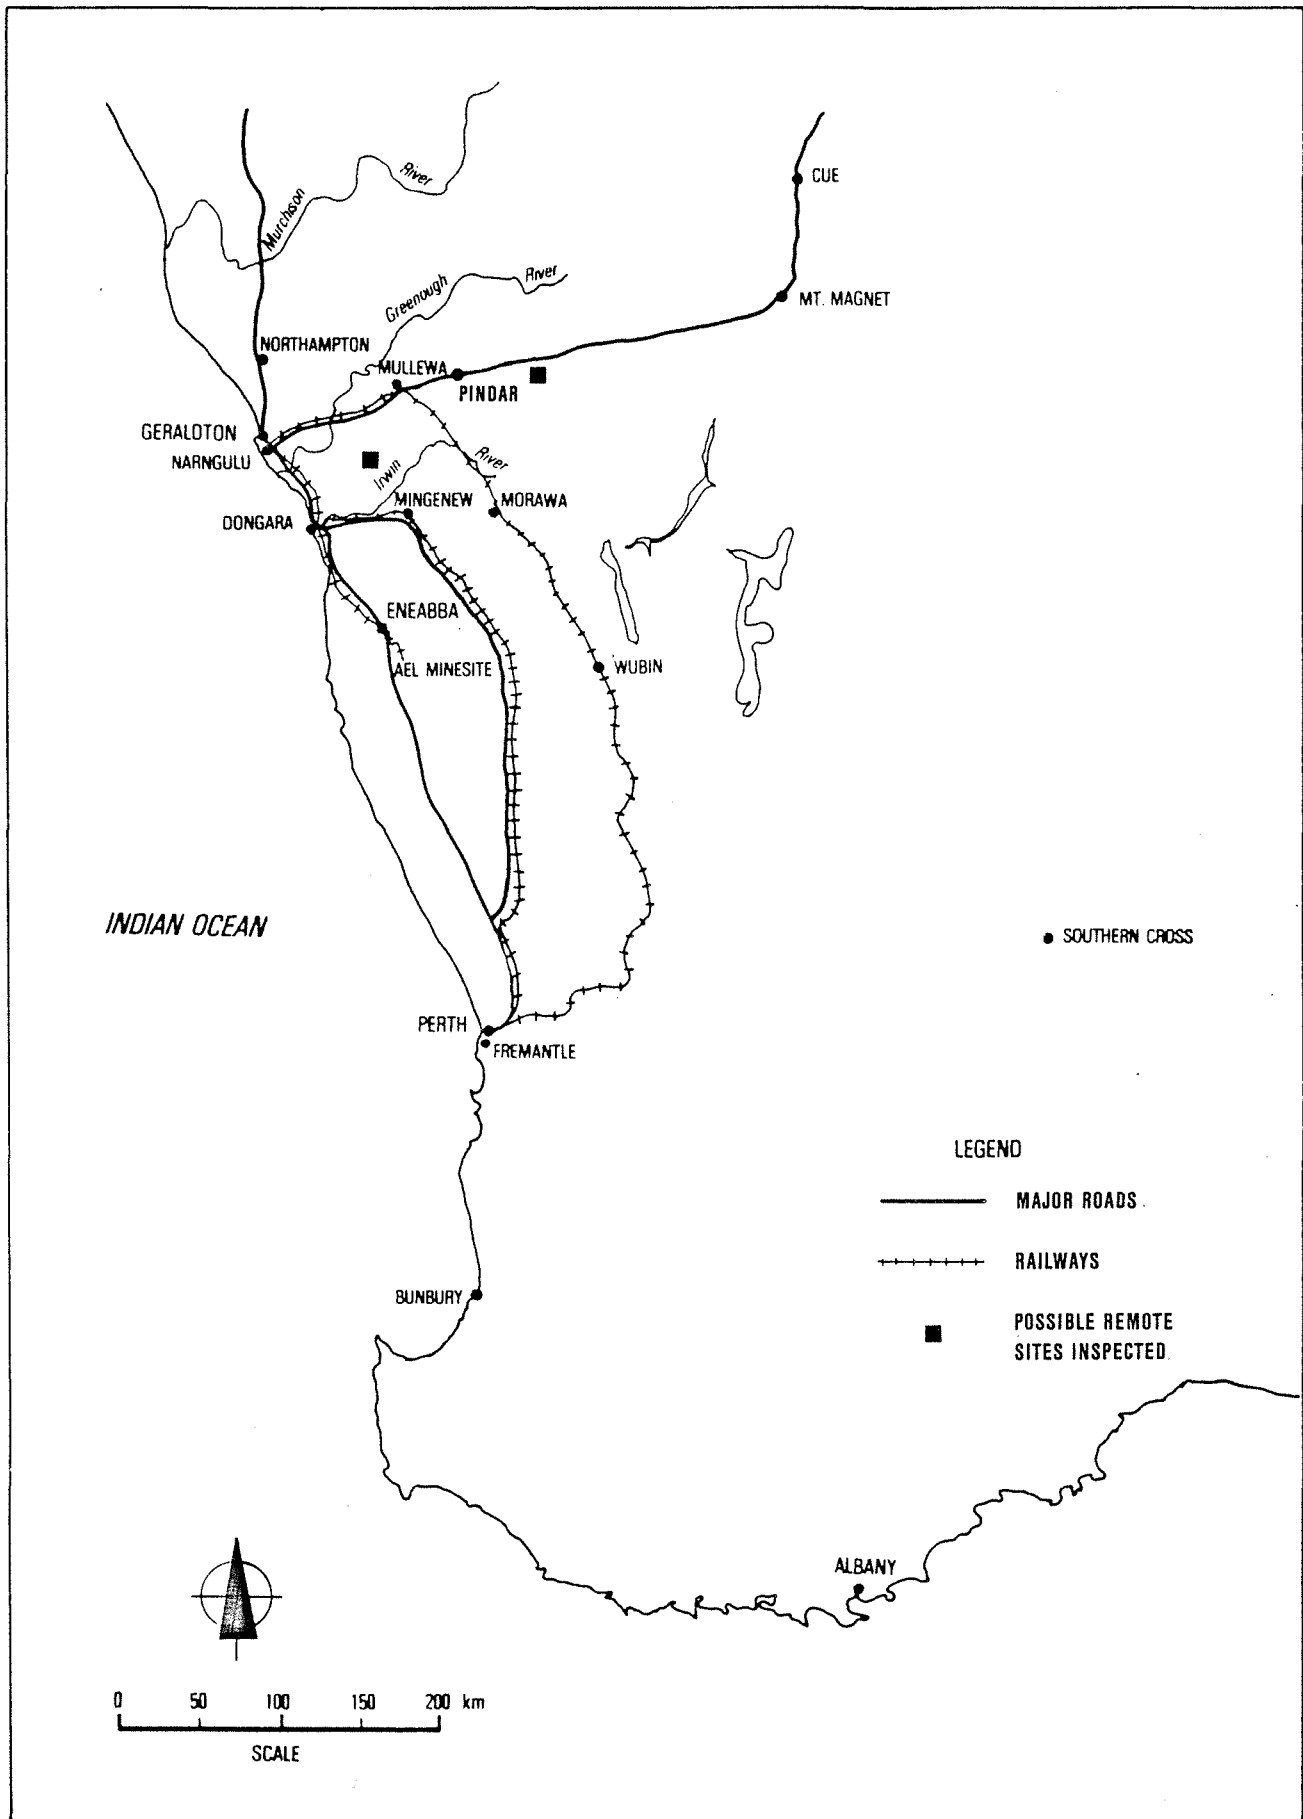 CUE
River
Murchison
River
Greenough
MT. MAGNET
NORTHAMPTON
MULLEWA
PINDAR
GERALDTON
NARNGULU
River
Irwin
MINGENEW
MORAWA
DONGARA
ENEABBA
AEL MINESITE
WUBIN
INDIAN OCEAN
SOUTHERN CROSS
PERTH
FREMANTLE
LEGEND
MAJOR ROADS
RAILWAYS
BUNBURY
POSSIBLE REMOTE
SITES INSPECTED
ALBANY
0 50 100 150 200 km
SCALE